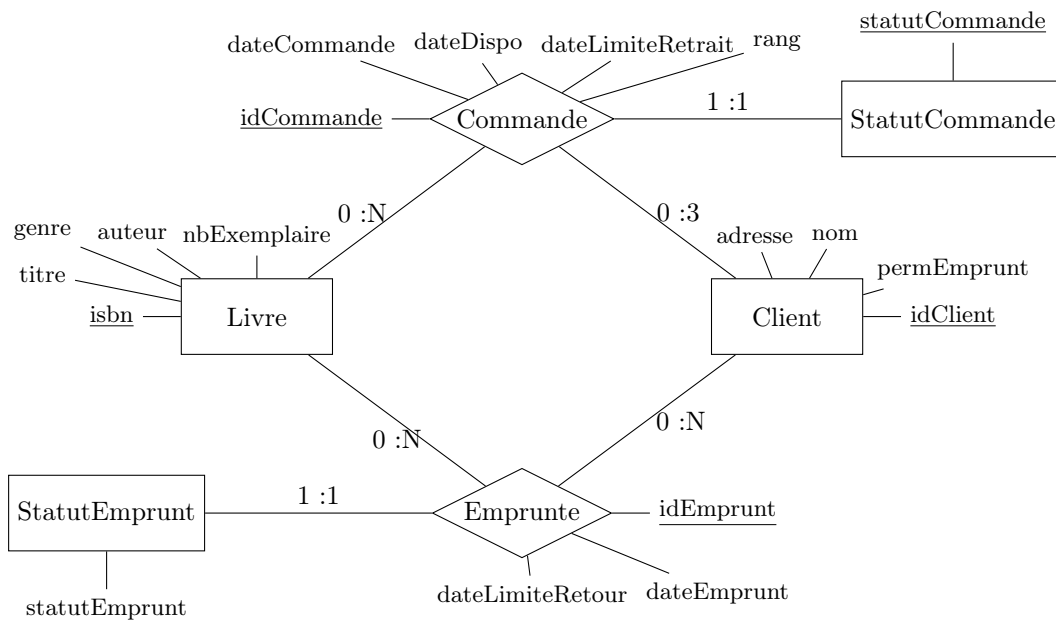 statutCommande
dateCommande
dateDispo
dateLimiteRetrait
rang
idCommande
Commande
1 :1
StatutCommande
0 :N
0 :3
genre
auteur
nbExemplaire
adresse
nom
titre
permEmprunt
isbn
Livre
Client
idClient
0 :N
0 :N
StatutEmprunt
1 :1
Emprunte
idEmprunt
dateLimiteRetour
dateEmprunt
statutEmprunt